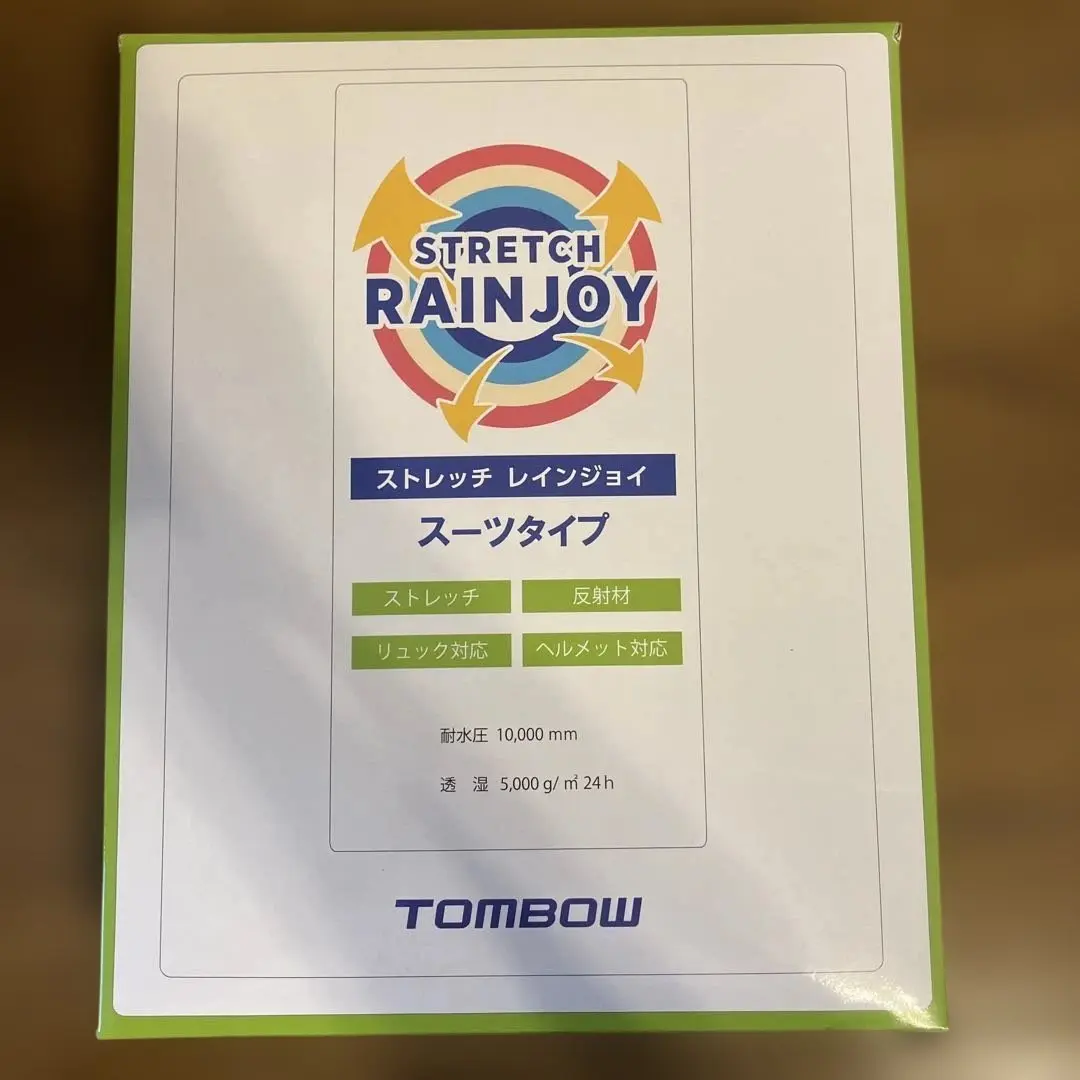 STRETCH
RAINJOY
ストレッチ レインジョイ
スーツタイプ
ストレッチ 反射材
リュック対応 ヘルメット対応
耐水圧 10,000 mm
透 湿 5,000 g/㎡ 24h
TOMBOW